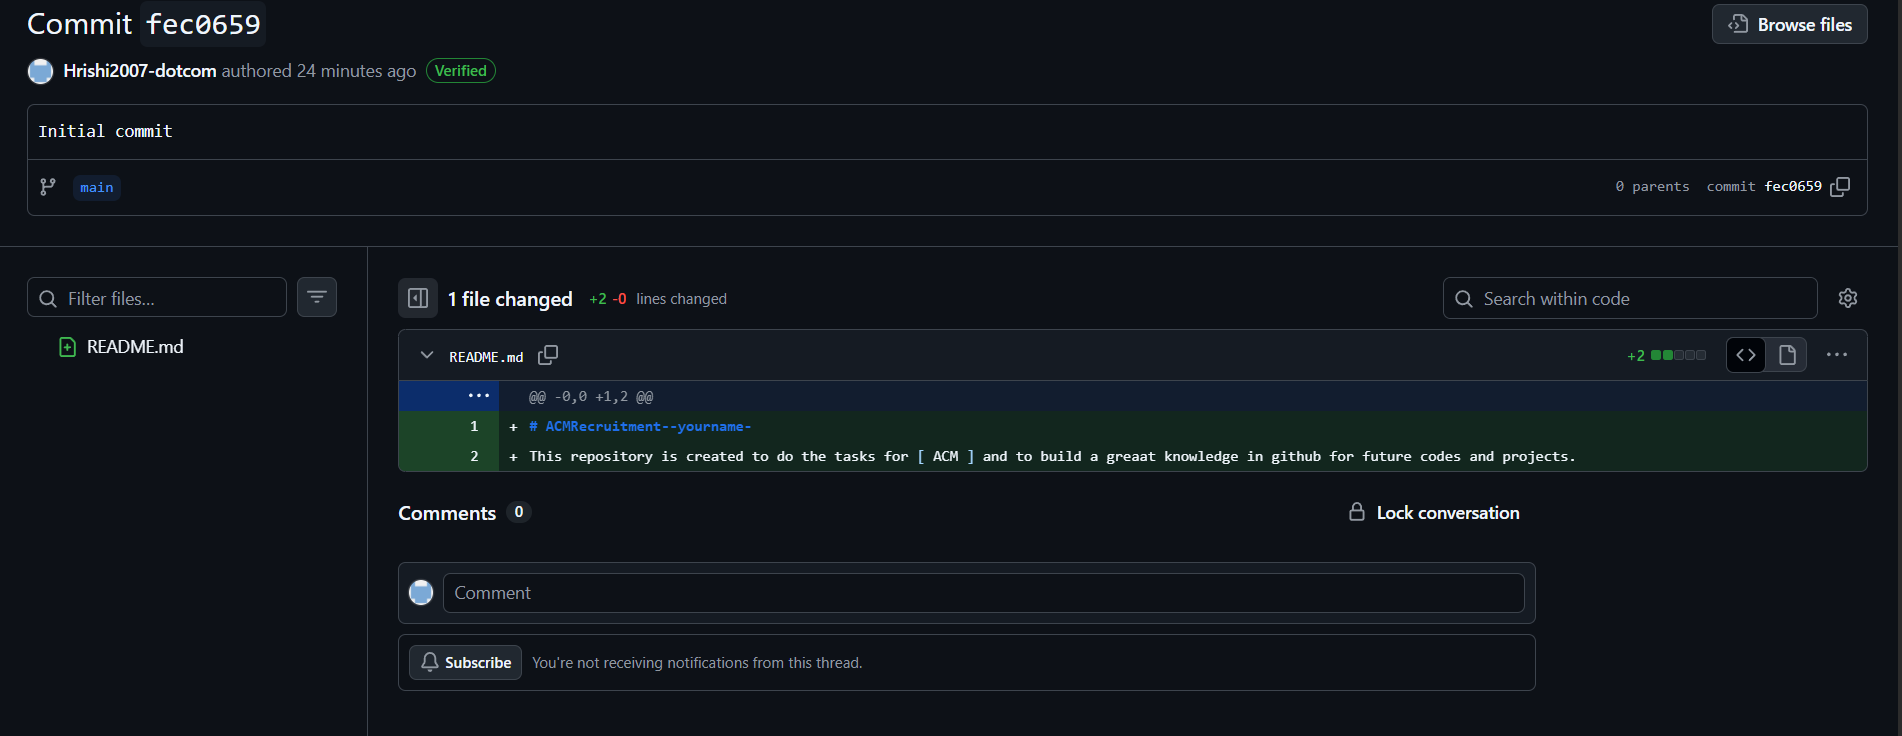 Commit fec0659
Browse files
Hrishi2007-dotcom authored 24 minutes ago Verified
Initial commit
main
0 parents commit fec0659
Filter files...
README.md
1 file changed +2 -0 lines changed
Search within code
README.md
+2
@@ -0,0 +1,2 @@
1 + # ACMRecruitment--yourname-
2 + This repository is created to do the tasks for [ ACM ] and to build a greaat knowledge in github for future codes and projects.
Comments 0
Lock conversation
Comment
Subscribe You're not receiving notifications from this thread.